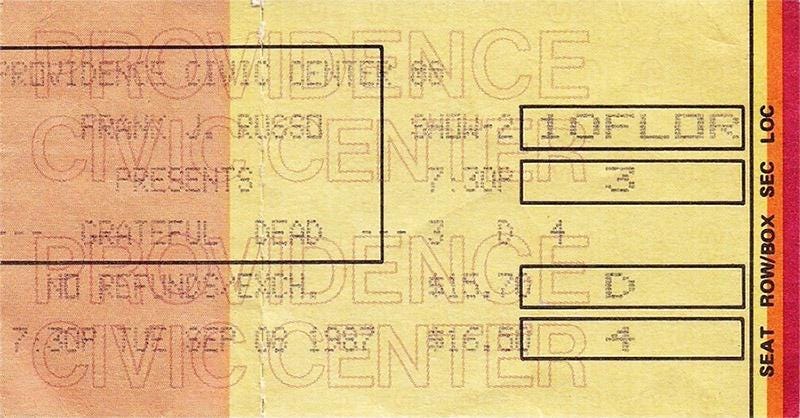 PROVIDENCE CIVIC CENTER
PROVIDENCE CIVIC CENTER
FRANK J. RUSSO SHOW-2 10FLOR
PRESENTS 7:30P 3
--- GRATEFUL DEAD --- 3 D 4
PROVIDENCE CIVIC CENTER
NO REFUNDS/EXCH. $15.70 D
7:30P TUE SEP 08 1987 $16.50 4
SEAT ROW/BOX SEC LOC